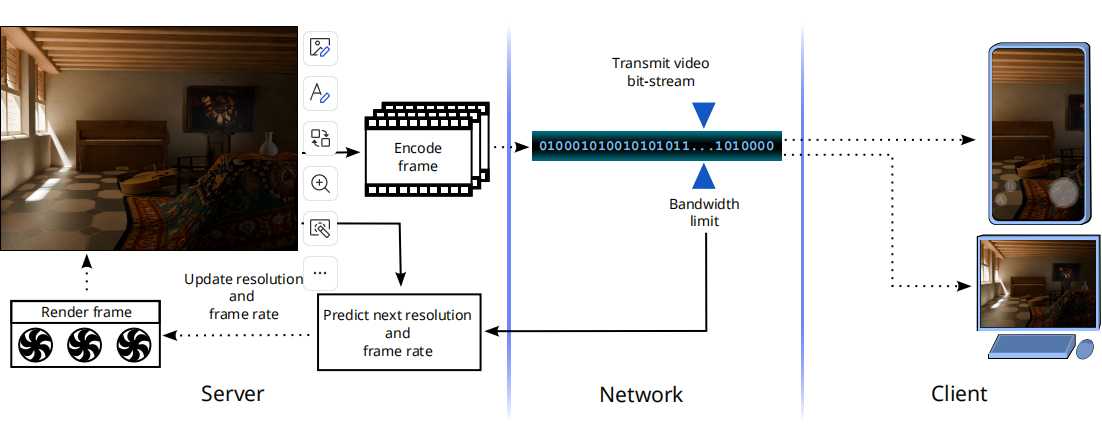 Transmit video
bit-stream
Encode
frame
010001010010101011...1010000
Bandwidth
limit
B
A
Update resolution
and
frame rate
Render frame
Predict next resolution
and
frame rate
Server
Network
Client